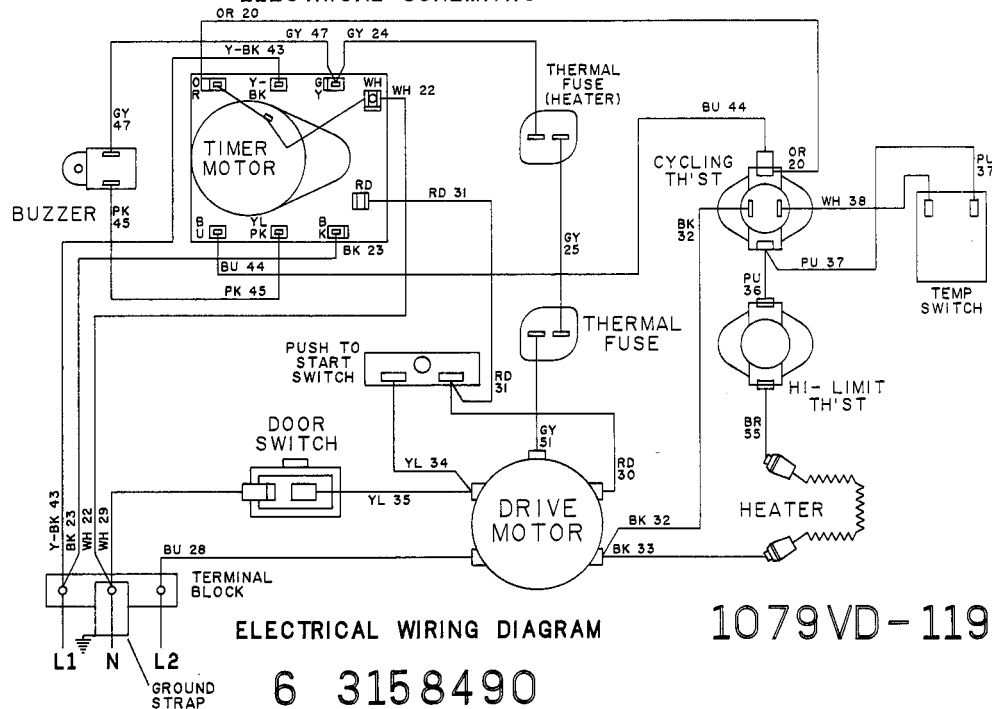 OR 20
GY 47
GY 24
Y-BK 43
O
R
Y-
BK
G
Y
WH
WH 22
THERMAL
FUSE
(HEATER)
BU 44
GY
47
TIMER
MOTOR
CYCLING
TH'ST
OR
20
PU
37
RD
RD 31
BUZZER
PK
45
BK
32
WH 38
B
U
YL
PK
B
K
BK 23
GY
25
BU 44
PU 37
PK 45
PU
36
TEMP
SWITCH
THERMAL
FUSE
PUSH TO
START
SWITCH
RD
31
HI- LIMIT
TH'ST
DOOR
SWITCH
GY
51
BR
55
YL 34
RD
30
YL 35
DRIVE
MOTOR
HEATER
Y-BK 43
BK 23
WH 22
WH 29
BK 32
BU 28
BK 33
TERMINAL
BLOCK
ELECTRICAL WIRING DIAGRAM
1079VD-119
L1
N
L2
GROUND
STRAP
6 3158490